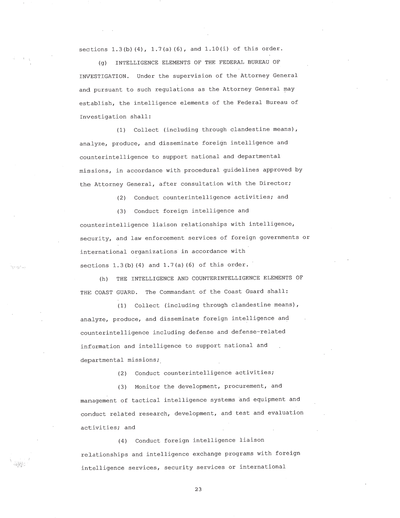 sections 1.3(b)(4), 1.7(a)(6), and 1.10(i) of this order.
(g) INTELLIGENCE ELEMENTS OF THE FEDERAL BUREAU OF
INVESTIGATION. Under the supervision of the Attorney General
and pursuant to such regulations as the Attorney General may
establish, the intelligence elements of the Federal Bureau of
Investigation shall:
(1) Collect (including through clandestine means),
analyze, produce, and disseminate foreign intelligence and
counterintelligence to support national and departmental
missions, in accordance with procedural guidelines approved by
the Attorney General, after consultation with the Director;
(2) Conduct counterintelligence activities; and
(3) Conduct foreign intelligence and
counterintelligence liaison relationships with intelligence,
security, and law enforcement services of foreign governments or
international organizations in accordance with
sections 1.3(b)(4) and 1.7(a)(6) of this order.
(h) THE INTELLIGENCE AND COUNTERINTELLIGENCE ELEMENTS OF
THE COAST GUARD. The Commandant of the Coast Guard shall:
(1) Collect (including through clandestine means),
analyze, produce, and disseminate foreign intelligence and
counterintelligence including defense and defense-related
information and intelligence to support national and
departmental missions;
(2) Conduct counterintelligence activities;
(3) Monitor the development, procurement, and
management of tactical intelligence systems and equipment and
conduct related research, development, and test and evaluation
activities; and
(4) Conduct foreign intelligence liaison
relationships and intelligence exchange programs with foreign
intelligence services, security services or international
23